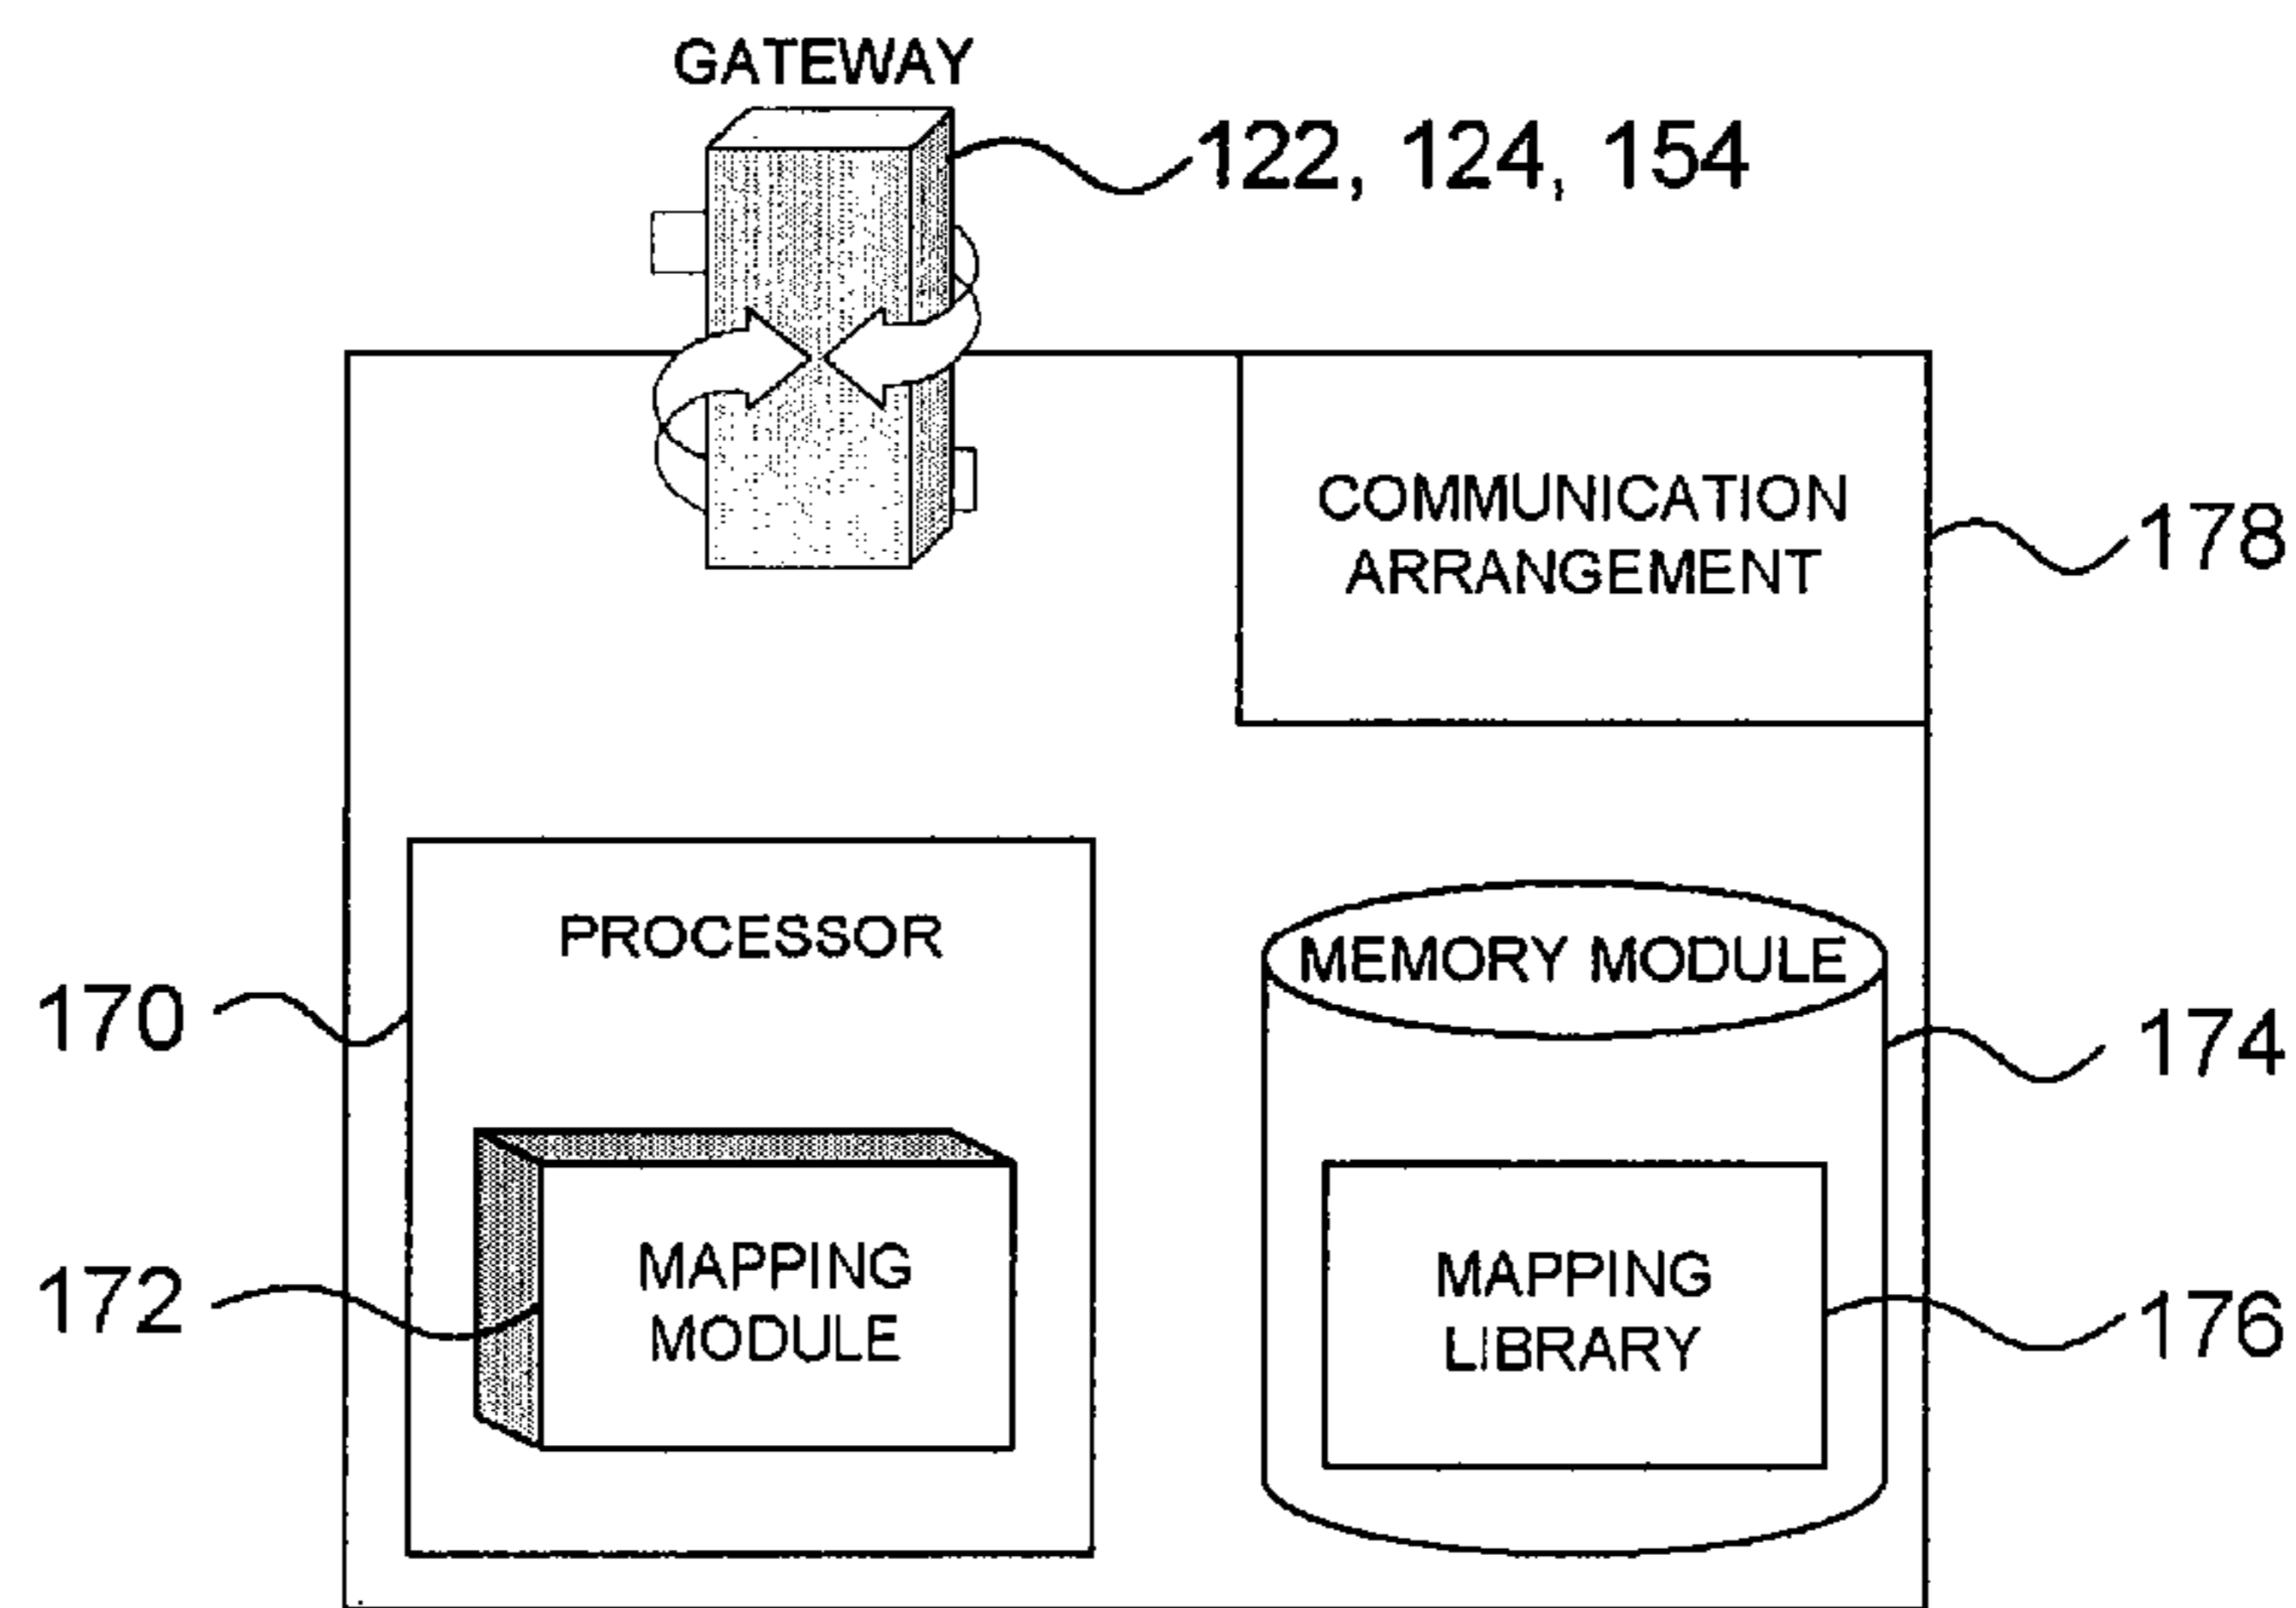 GATEWAY
122, 124, 154
COMMUNICATION
ARRANGEMENT
178
PROCESSOR
MEMORY MODULE
170
174
MAPPING
MODULE
172
MAPPING
LIBRARY
176